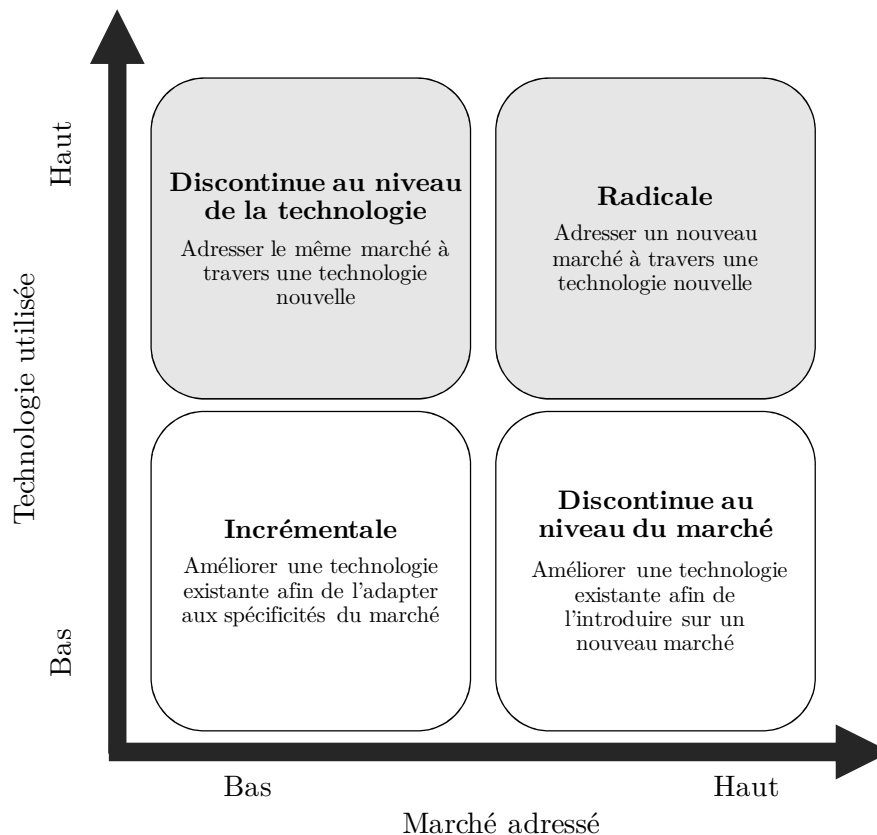 Technologie utilisée
Haut
Bas
Discontinue au niveau
de la technologie
Adresser le même marché à
travers une technologie
nouvelle
Radicale
Adresser un nouveau
marché à travers une
technologie nouvelle
Incrémentale
Améliorer une technologie
existante afin de l'adapter
aux spécificités du marché
Discontinue au
niveau du marché
Améliorer une technologie
existante afin de
l'introduire sur un
nouveau marché
Bas
Haut
Marché adressé